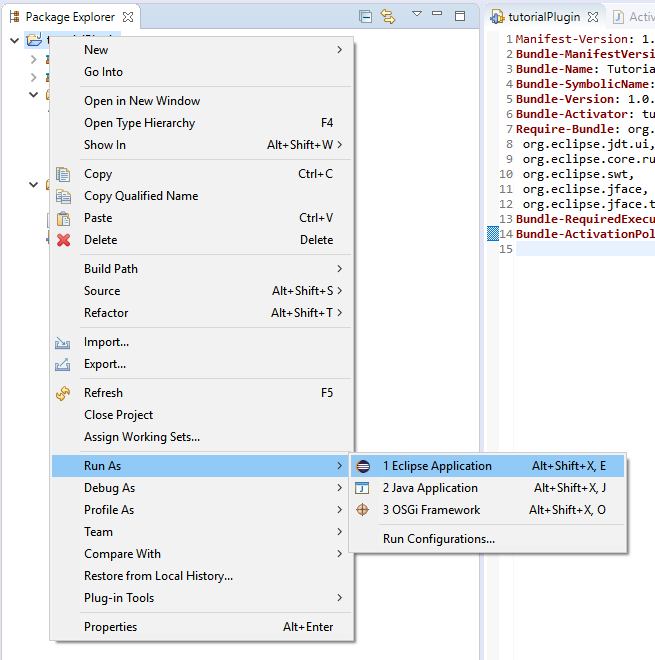 Package Explorer
New
Go Into
Open in New Window
Open Type Hierarchy F4
Show In Alt+Shift+W
Copy Ctrl+C
Copy Qualified Name
Paste Ctrl+V
Delete Delete
Build Path
Source Alt+Shift+S
Refactor Alt+Shift+T
Import...
Export...
Refresh F5
Close Project
Assign Working Sets...
Run As
Debug As
Profile As
Team
Compare With
Restore from Local History...
Plug-in Tools
Properties Alt+Enter
1 Eclipse Application Alt+Shift+X, E
2 Java Application Alt+Shift+X, J
3 OSGi Framework Alt+Shift+X, O
Run Configurations...
tutorialPlugin Activ
1 Manifest-Version: 1.
2 Bundle-ManifestVersi
3 Bundle-Name: Tutoria
4 Bundle-SymbolicName:
5 Bundle-Version: 1.0.
6 Bundle-Activator: tu
7 Require-Bundle: org.
8 org.eclipse.jdt.ui,
9 org.eclipse.core.ru
10 org.eclipse.swt,
11 org.eclipse.jface,
12 org.eclipse.jface.t
13 Bundle-RequiredExecu
14 Bundle-ActivationPol
15